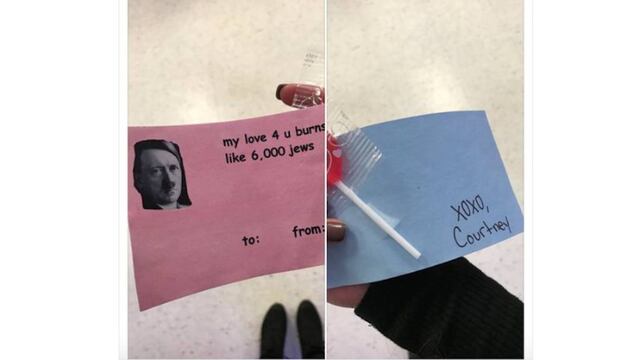 my love 4 u burns
like 6,000 jews
to: from:
xoxo,
Courtney